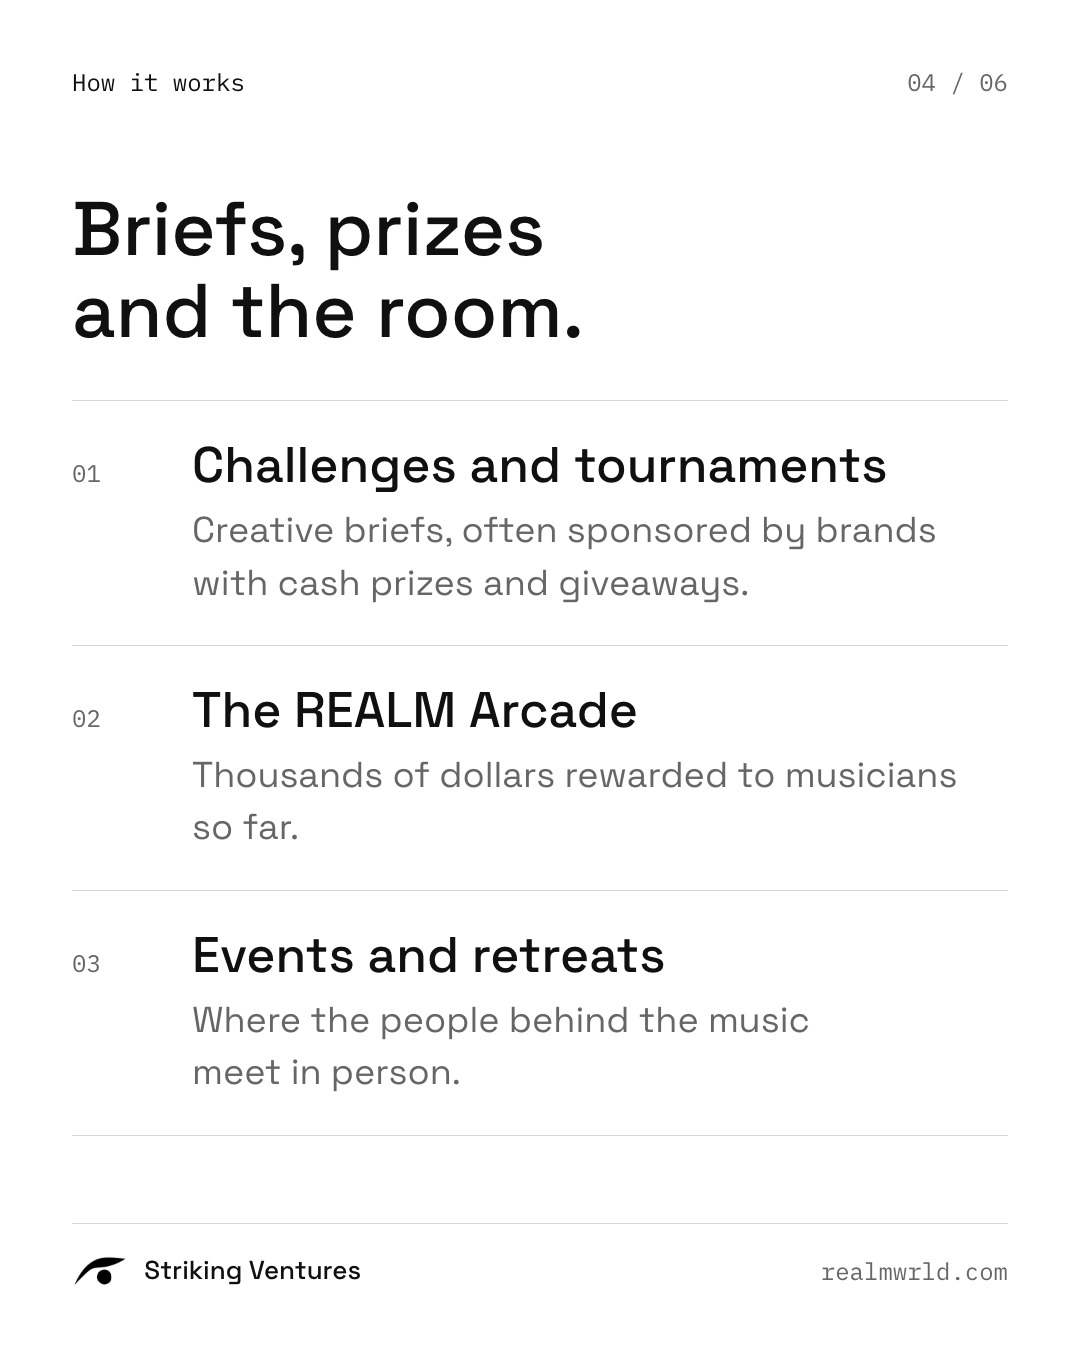 How it works
04 / 06
Briefs, prizes
and the room.
01
Challenges and tournaments
Creative briefs, often sponsored by brands
with cash prizes and giveaways.
02
The REALM Arcade
Thousands of dollars rewarded to musicians
so far.
03
Events and retreats
Where the people behind the music
meet in person.
Striking Ventures
realmwrld.com